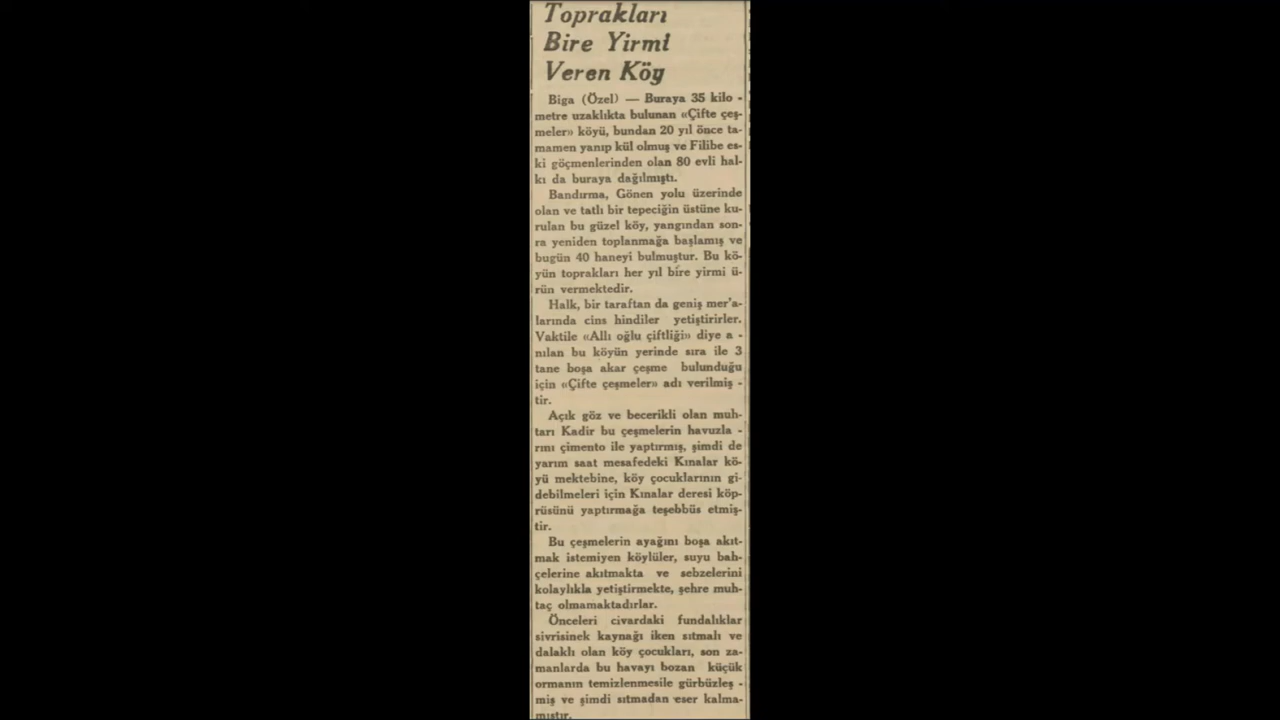 Toprakları
Bire Yirmi
Veren Köy
Biga (Özel) — Buraya 35 kilo -
metre uzaklıkta bulunan «Çifte çeş-
meler» köyü, bundan 20 yıl önce ta-
mamen yanıp kül olmuş ve Filibe es-
ki göçmenlerinden olan 80 evli hal-
kı da buraya dağılmıştı.
Bandırma, Gönen yolu üzerinde
olan ve tatlı bir tepeciğin üstüne ku-
rulan bu güzel köy, yangından son-
ra yeniden toplanmağa başlamış ve
bugün 40 haneyi bulmuştur. Bu kö-
yün toprakları her yıl bire yirmi ü-
rün vermektedir.
Halk, bir taraftan da geniş mer'a-
larında cins hindiler yetiştirirler.
Vaktile «Allı oğlu çiftliği» diye a -
nılan bu köyün yerinde sıra ile 3
tane boşa akar çeşme bulunduğu
için «Çifte çeşmeler» adı verilmiş -
tir.
Açık göz ve becerikli olan muh-
tarı Kadir bu çeşmelerin havuzla -
rını çimento ile yaptırmış, şimdi de
yarım saat mesafedeki Kınalar kö-
yü mektebine, köy çocuklarının gi-
debilmeleri için Kınalar deresi köp-
rüsünü yaptırmağa teşebbüs etmiş-
tir.
Bu çeşmelerin ayağını boşa akıt-
mak istemiyen köylüler, suyu bah-
çelerine akıtmakta ve sebzelerini
kolaylıkla yetiştirmekte, şehre muh-
taç olmamaktadırlar.
Önceleri civardaki fundalıklar
sivrisinek kaynağı iken sıtmalı ve
dalaklı olan köy çocukları, son za-
manlarda bu havayı bozan küçük
ormanın temizlenmesile gürbüzleş -
miş ve şimdi sıtmadan eser kalma-
mıştır.